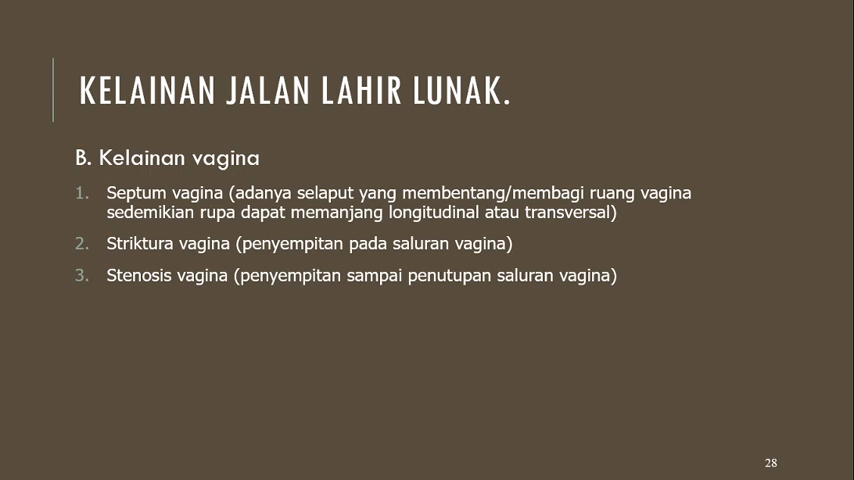 KELAINAN JALAN LAHIR LUNAK.
B. Kelainan vagina
1. Septum vagina (adanya selaput yang membentang/membagi ruang vagina
sedemikian rupa dapat memanjang longitudinal atau transversal)
2. Striktura vagina (penyempitan pada saluran vagina)
3. Stenosis vagina (penyempitan sampai penutupan saluran vagina)
28